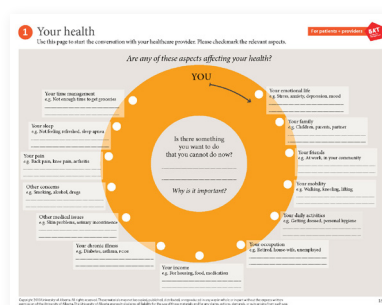 1 Your health
Use this page to start the conversation with your healthcare provider. Please checkmark the relevant aspects.
For patients + providers
Are any of these aspects affecting your health?
YOU
Your emotional life
e.g. Stress, anxiety, depression, mood
Your family
e.g. Children, parents, partner
Your friends
e.g. At work, in your community
Your mobility
e.g. Walking, kneeling, lifting
Your daily activities
e.g. Getting dressed, personal hygiene
Your occupation
e.g. Retired, home-wife, unemployed
Your income
e.g. For housing, food, medication
Your chronic illness
e.g. Diabetes, asthma,
Other medical issues
e.g. Skin problems, urinary incontinence
Other concerns
e.g. Smoking, alcohol, drugs
Your pain
e.g. Back pain, knee pain, arthritis
Your sleep
e.g. Not feeling refreshed, sleep apnea
Your time management
e.g. Not enough time to get groceries
Is there something
you want to do
that you cannot do now?
Why is it important?